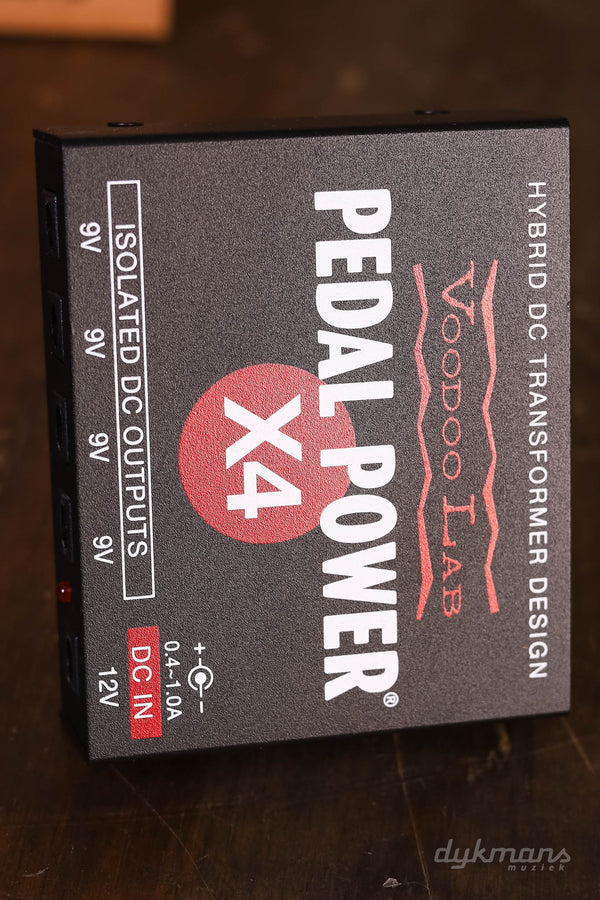 HYBRID DC TRANSFORMER DESIGN
VOODOO LAB
PEDAL POWER®
X4
+ −
0.4~1.0A
ISOLATED DC OUTPUTS
DC IN
9V 9V 9V 9V 12V
dykmans
muziek